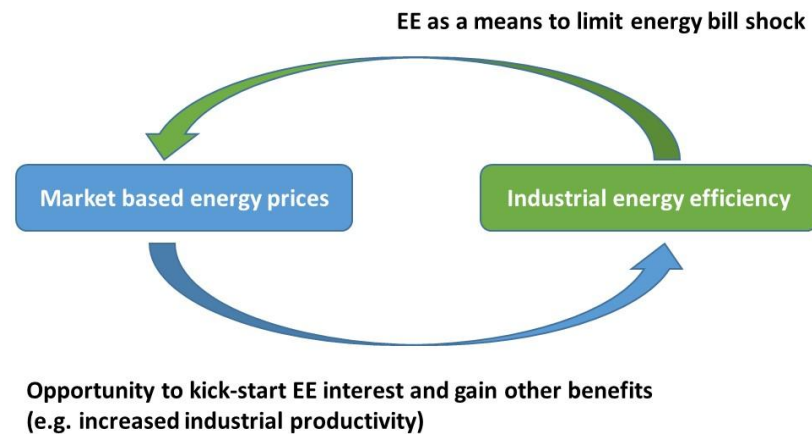 EE as a means to limit energy bill shock
Market based energy prices
Industrial energy efficiency
Opportunity to kick-start EE interest and gain other benefits
(e.g. increased industrial productivity)